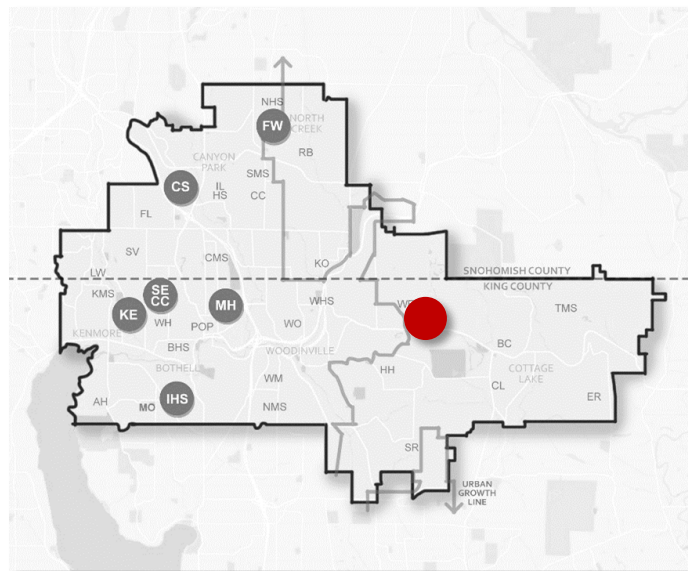 NHS
FW
NORTH
CREEK
RB
CANYON
PARK
SMS
CS
IL
HS
CC
FL
SV
CMS
KO
LW
SNOHOMISH COUNTY
KING COUNTY
KMS
SE
CC
MH
WHS
TMS
KE
WH
POP
WO
KENMORE
BHS
WOODINVILLE
BC
BOTHELL
HH
COTTAGE
LAKE
WM
CL
AH
MO
IHS
NMS
ER
SR
URBAN
GROWTH
LINE